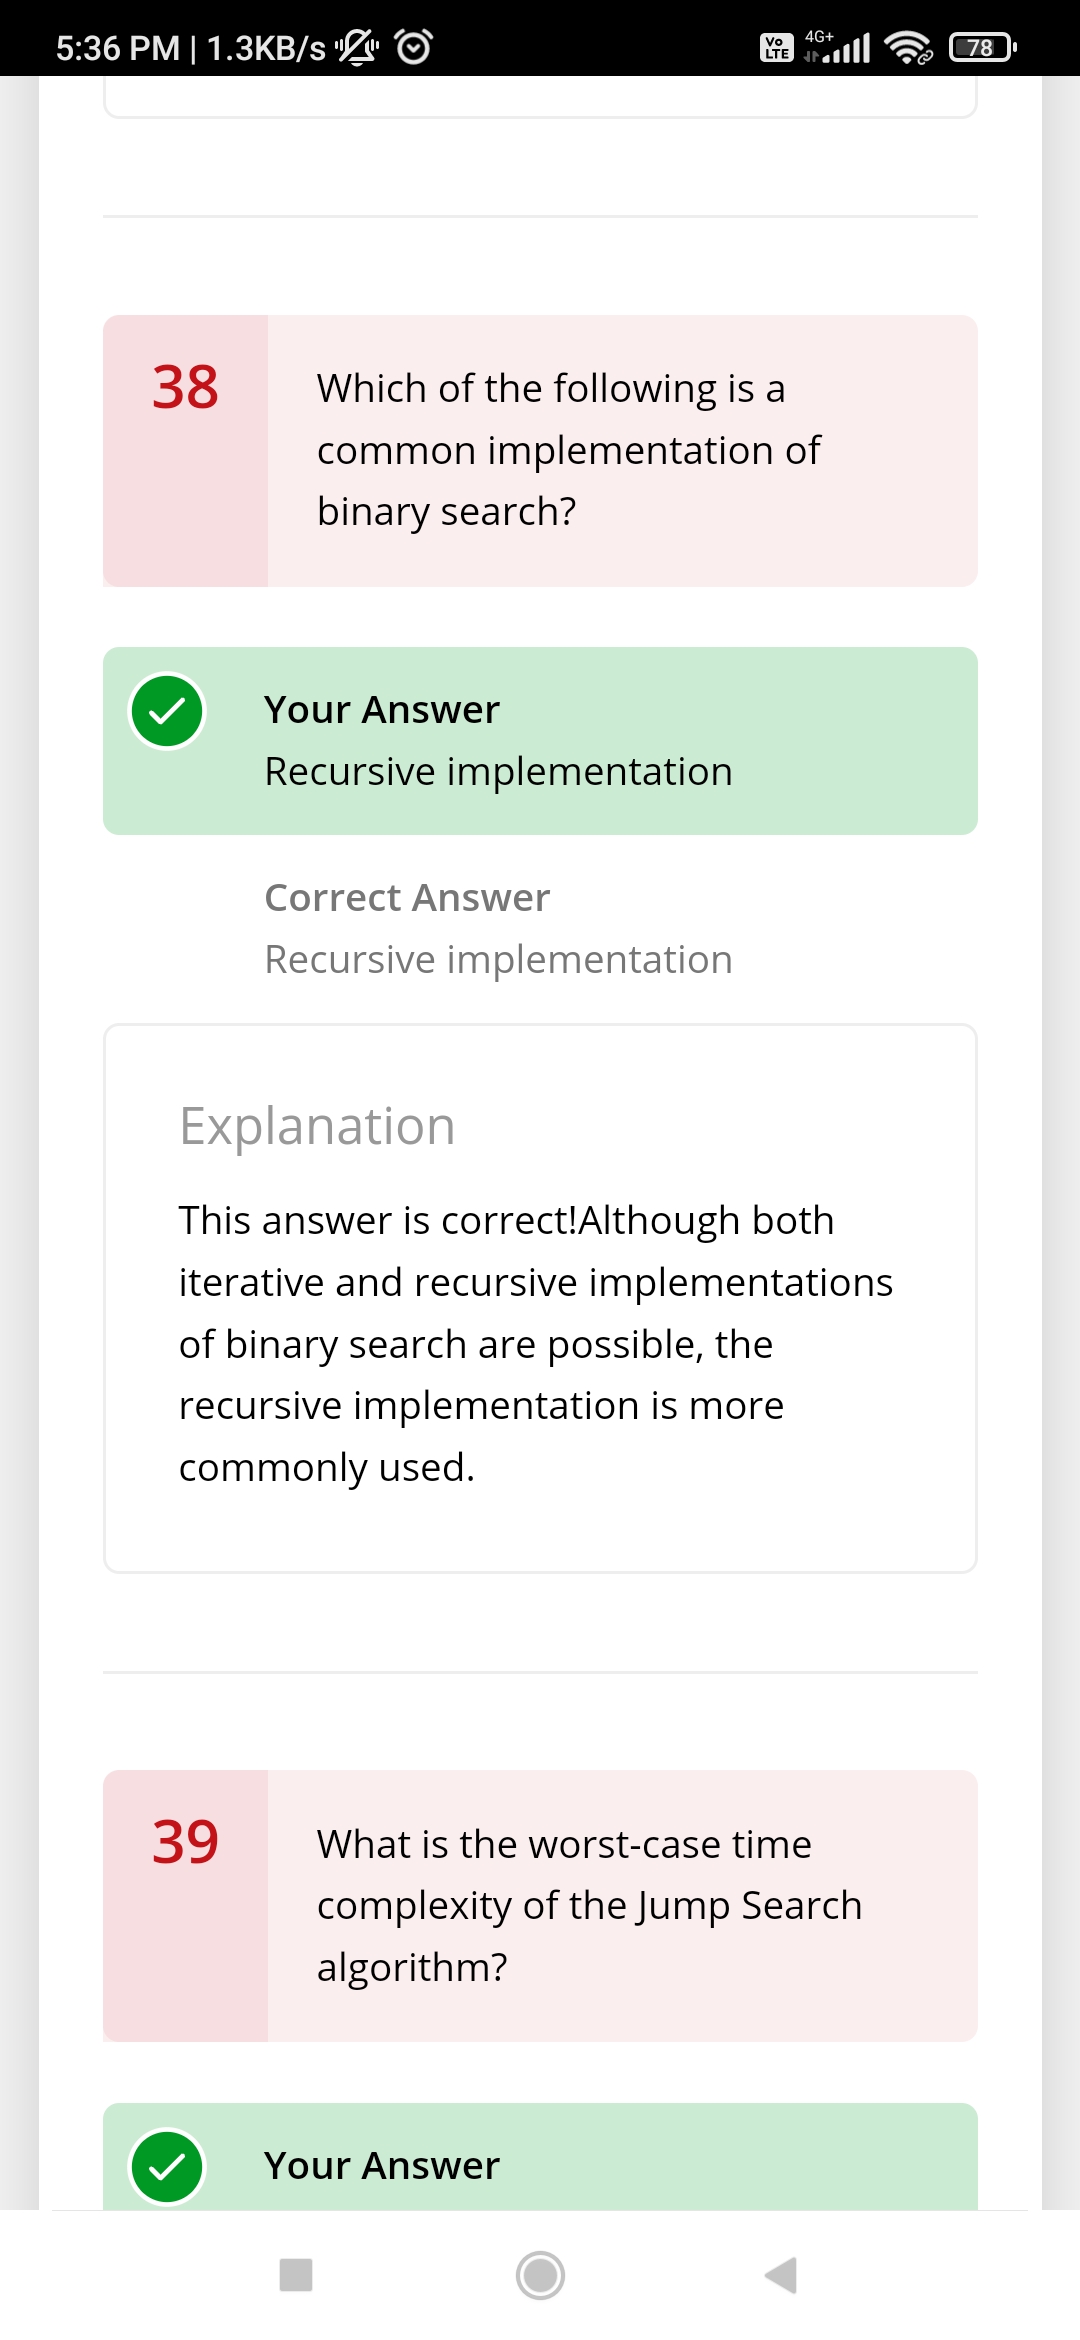 5:36 PM | 1.3KB/s
Vo LTE 4G+ 78
38
Which of the following is a
common implementation of
binary search?
Your Answer
Recursive implementation
Correct Answer
Recursive implementation
Explanation
This answer is correct!Although both
iterative and recursive implementations
of binary search are possible, the
recursive implementation is more
commonly used.
39
What is the worst-case time
complexity of the Jump Search
algorithm?
Your Answer